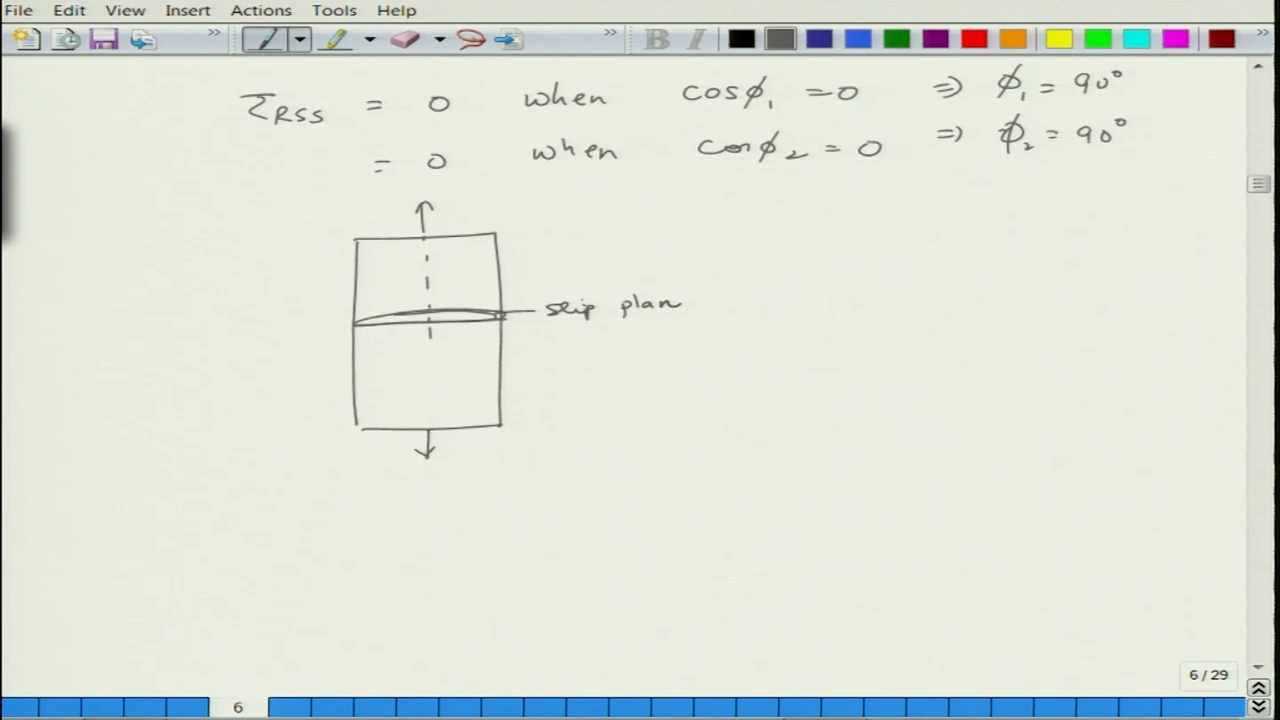 File Edit View Insert Actions Tools Help
B I
τRSS = 0 when cosϕ₁ = 0 ⇒ ϕ₁ = 90°
= 0 when cosϕ₂ = 0 ⇒ ϕ₂ = 90°
slip plan
6 / 29
6